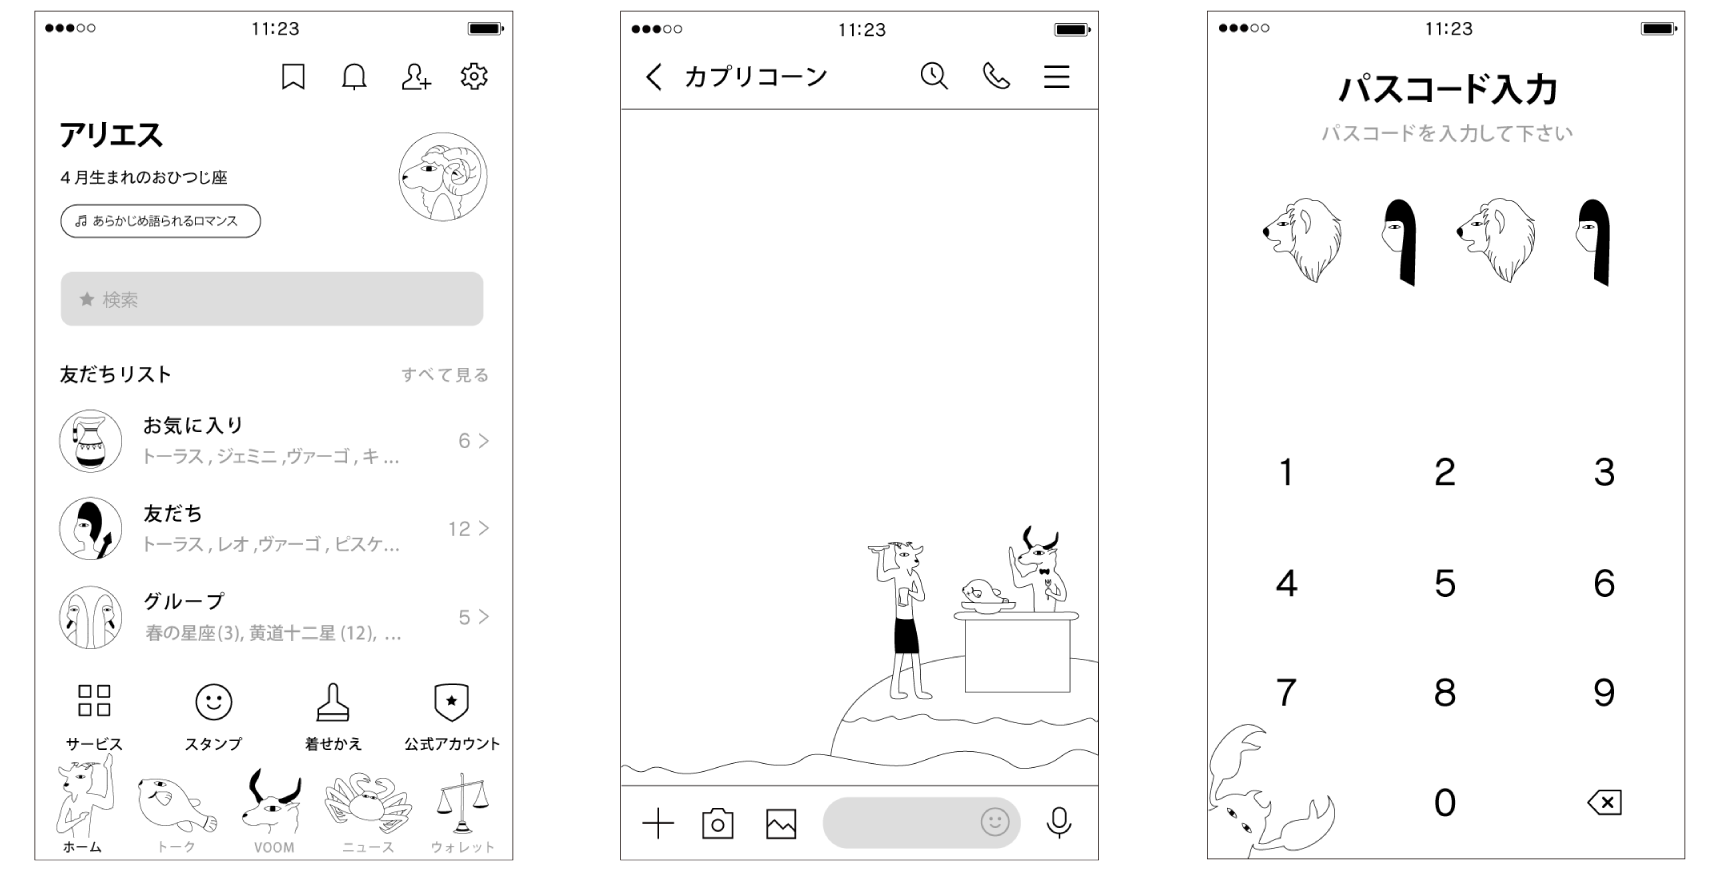 11:23
アリエス
4月生まれのおひつじ座
あらかじめ語られるロマンス
検索
友だちリスト
すべて見る
お気に入り
トーラス , ジェミニ ,ヴァーゴ , キ ...
6
友だち
トーラス , レオ ,ヴァーゴ , ピスケ...
12
グループ
春の星座(3), 黄道十二星 (12), ...
5
サービス
スタンプ
着せかえ
公式アカウント
ホーム
トーク
VOOM
ニュース
ウォレット
11:23
カプリコーン
11:23
パスコード入力
パスコードを入力して下さい
1 2 3
4 5 6
7 8 9
0